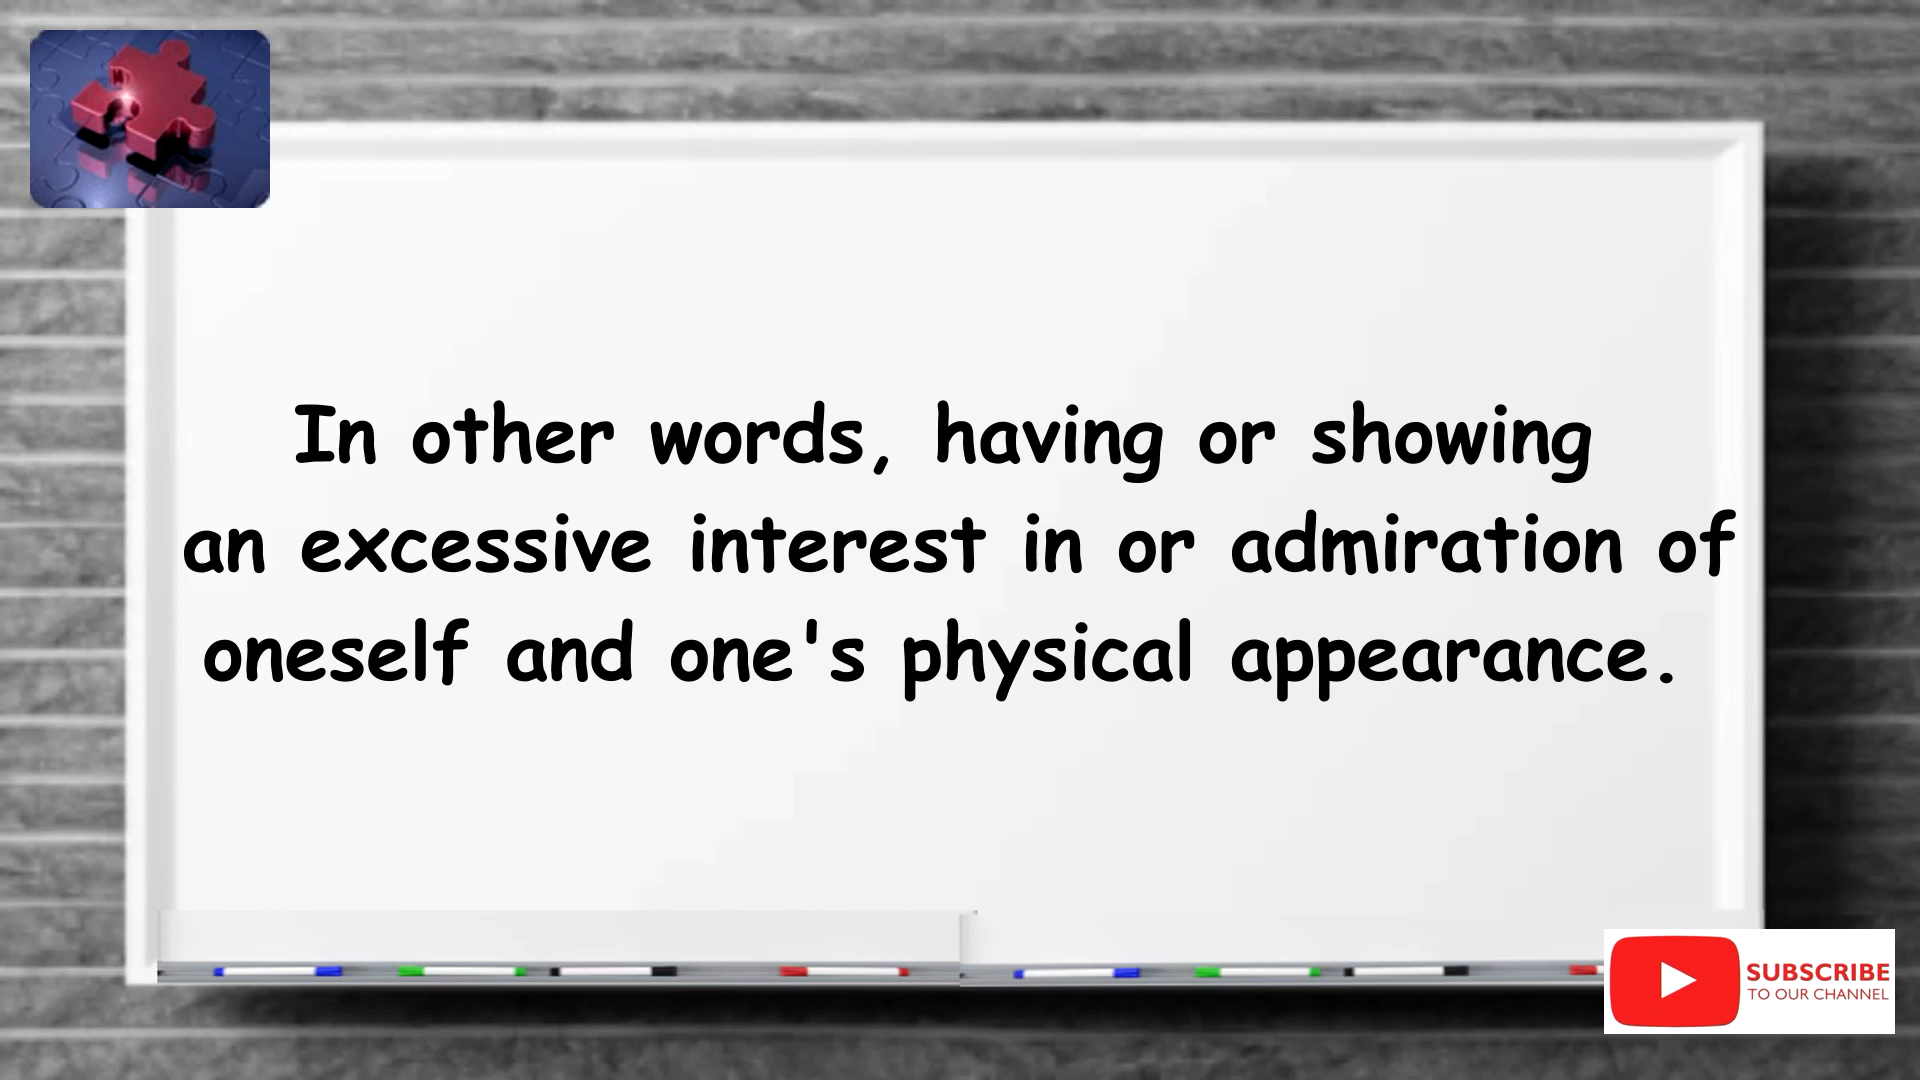 In other words, having or showing
an excessive interest in or admiration of
oneself and one's physical appearance.
SUBSCRIBE
TO OUR CHANNEL